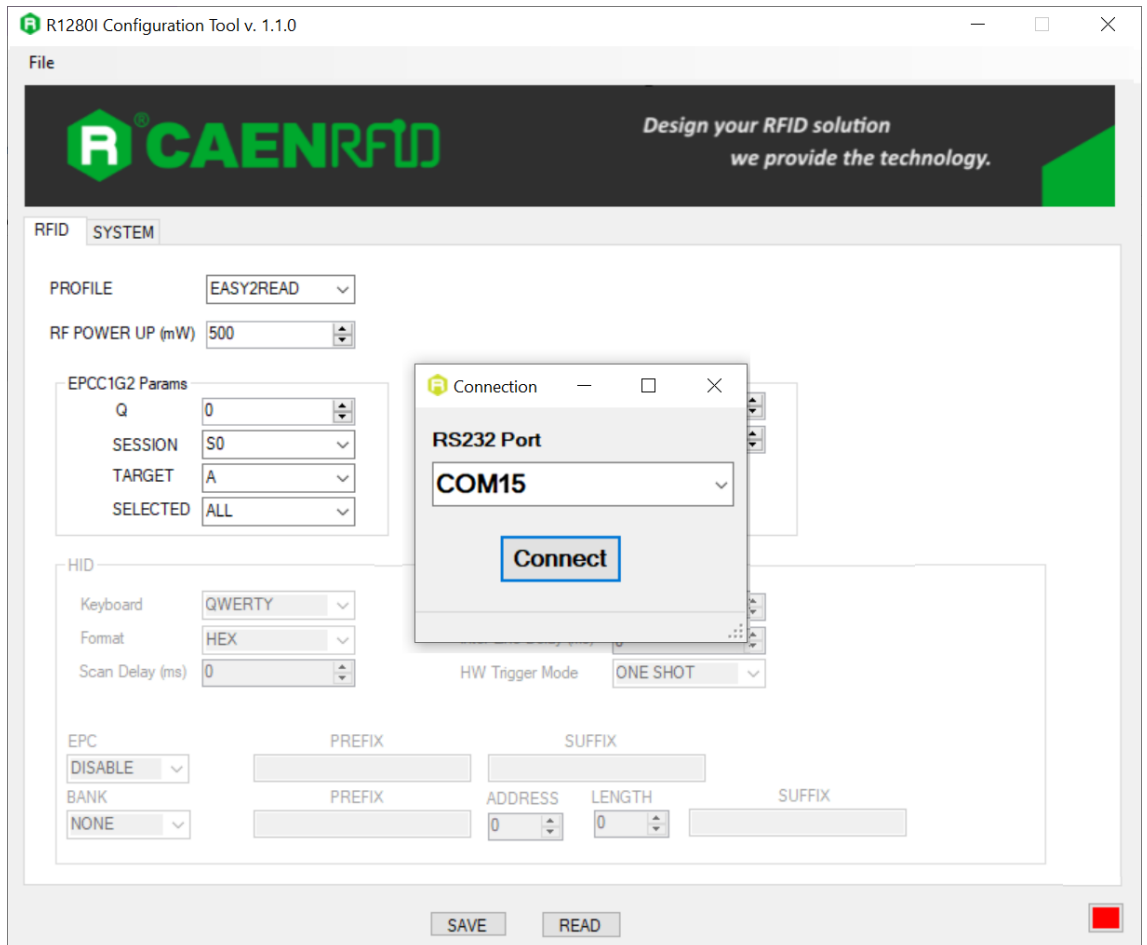 R1280I Configuration Tool v. 1.1.0
File
R® CAENRFID
Design your RFID solution
we provide the technology.
RFID SYSTEM
PROFILE EASY2READ
RF POWER UP (mW) 500
EPCC1G2 Params
Q 0
SESSION S0
TARGET A
SELECTED ALL
Connection
RS232 Port
COM15
Connect
HID
Keyboard QWERTY
Format HEX
Scan Delay (ms) 0
HW Trigger Mode ONE SHOT
EPC PREFIX SUFFIX
DISABLE
BANK PREFIX ADDRESS LENGTH SUFFIX
NONE 0 0
SAVE READ